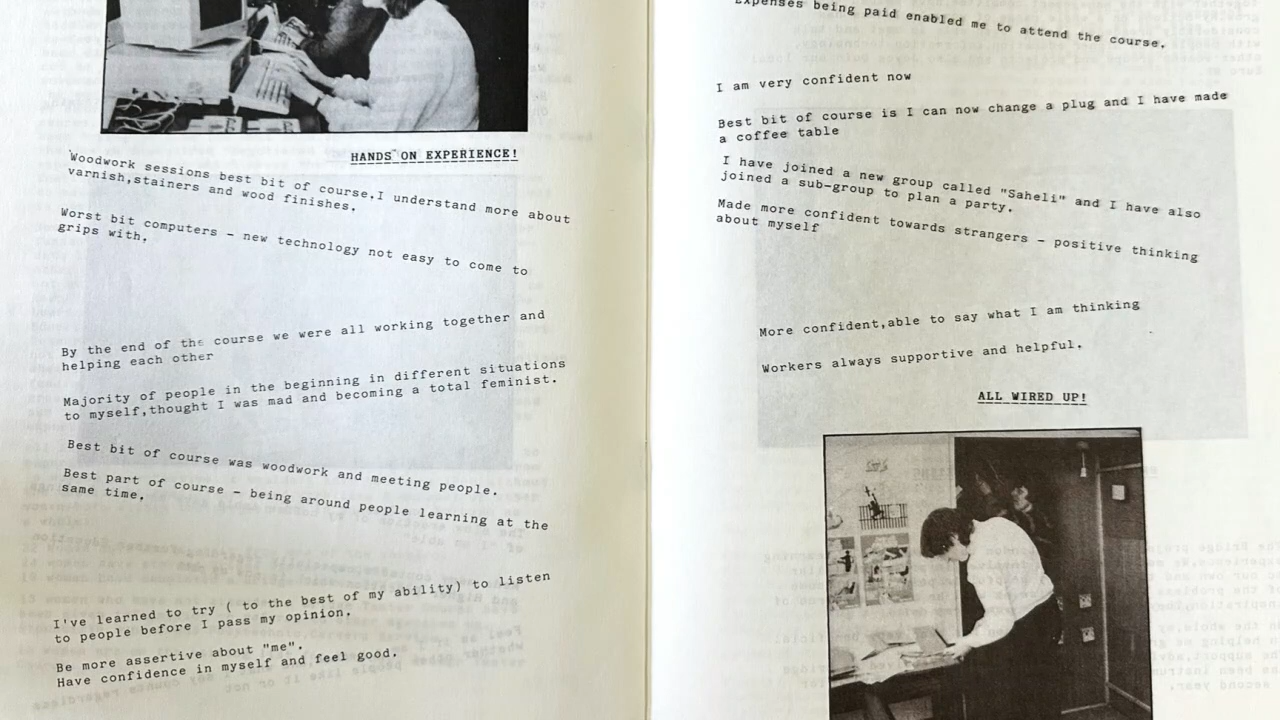 HANDS ON EXPERIENCE!
Woodwork sessions best bit of course.I understand more about
varnish,stainers and wood finishes.
Worst bit computers - new technology not easy to come to
grips with.
By the end of the course we were all working together and
helping each other
Majority of people in the beginning in different situations
to myself,thought I was mad and becoming a total feminist.
Best bit of course was woodwork and meeting people.
Best part of course - being around people learning at the
same time.
I've learned to try ( to the best of my ability) to listen
to people before I pass my opinion.
Be more assertive about "me".
Have confidence in myself and feel good.
Expenses being paid enabled me to attend the course.
I am very confident now
Best bit of course is I can now change a plug and I have made
a coffee table
I have joined a new group called "Saheli" and I have also
joined a sub-group to plan a party.
Made more confident towards strangers - positive thinking
about myself
More confident,able to say what I am thinking
Workers always supportive and helpful.
ALL WIRED UP!